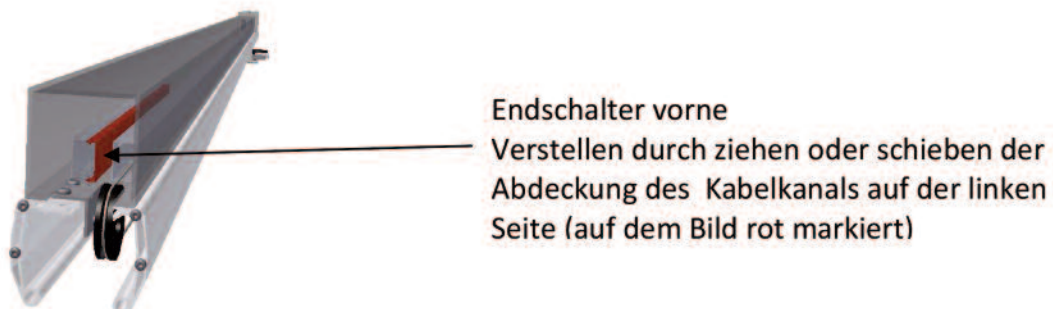 Endschalter vorne
Verstellen durch ziehen oder schieben der
Abdeckung des Kabelkanals auf der linken
Seite (auf dem Bild rot markiert)